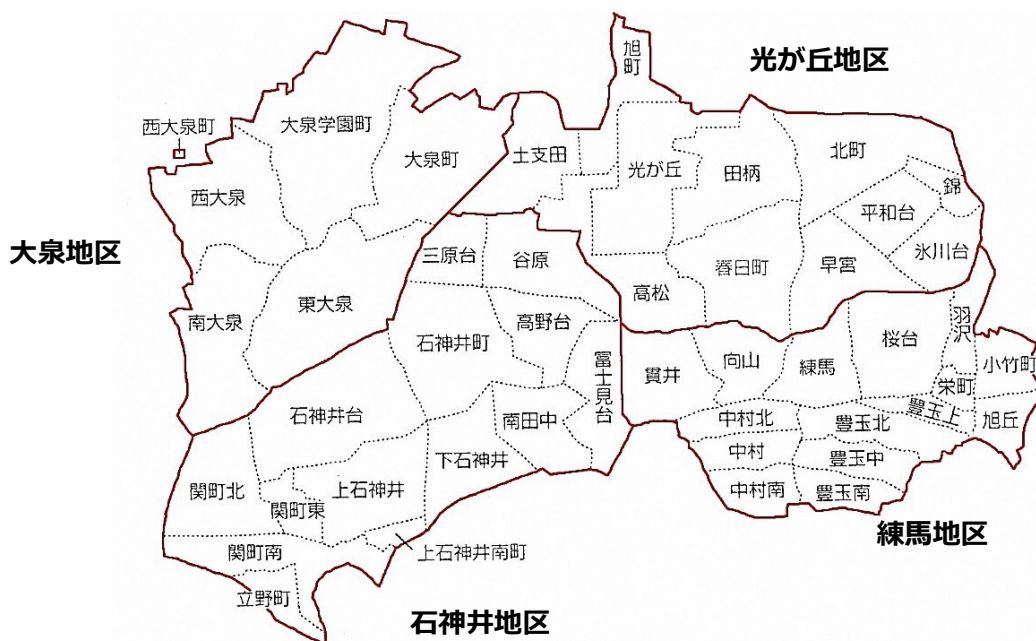 旭町
光が丘地区
西大泉町
大泉学園町
大泉町
土支田
光が丘
田柄
北町
錦
西大泉
平和台
氷川台
大泉地区
三原台
谷原
春日町
早宮
高松
南大泉
東大泉
高野台
石神井町
羽沢
桜台
富士見台
貫井
向山
練馬
小竹町
栄町
石神井台
南田中
中村北
豊玉北
豊玉上
旭丘
下石神井
中村
豊玉中
関町北
上石神井
中村南
豊玉南
関町東
練馬地区
関町南
上石神井南町
立野町
石神井地区